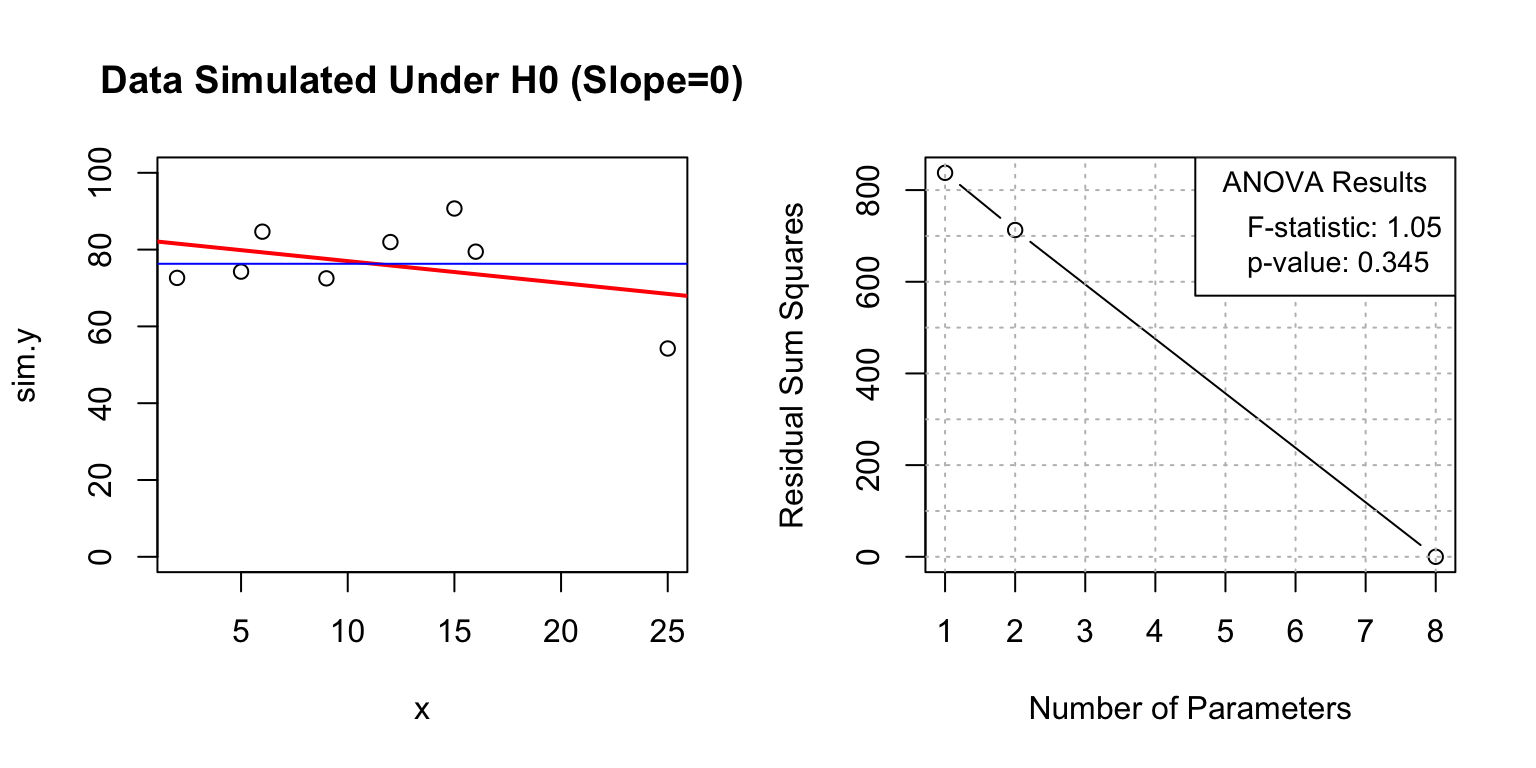 Data Simulated Under H0 (Slope=0)
sim.y
100
80
60
40
20
0
5 10 15 20 25
x
Residual Sum Squares
800
600
400
200
0
ANOVA Results
F-statistic: 1.05
p-value: 0.345
1 2 3 4 5 6 7 8
Number of Parameters